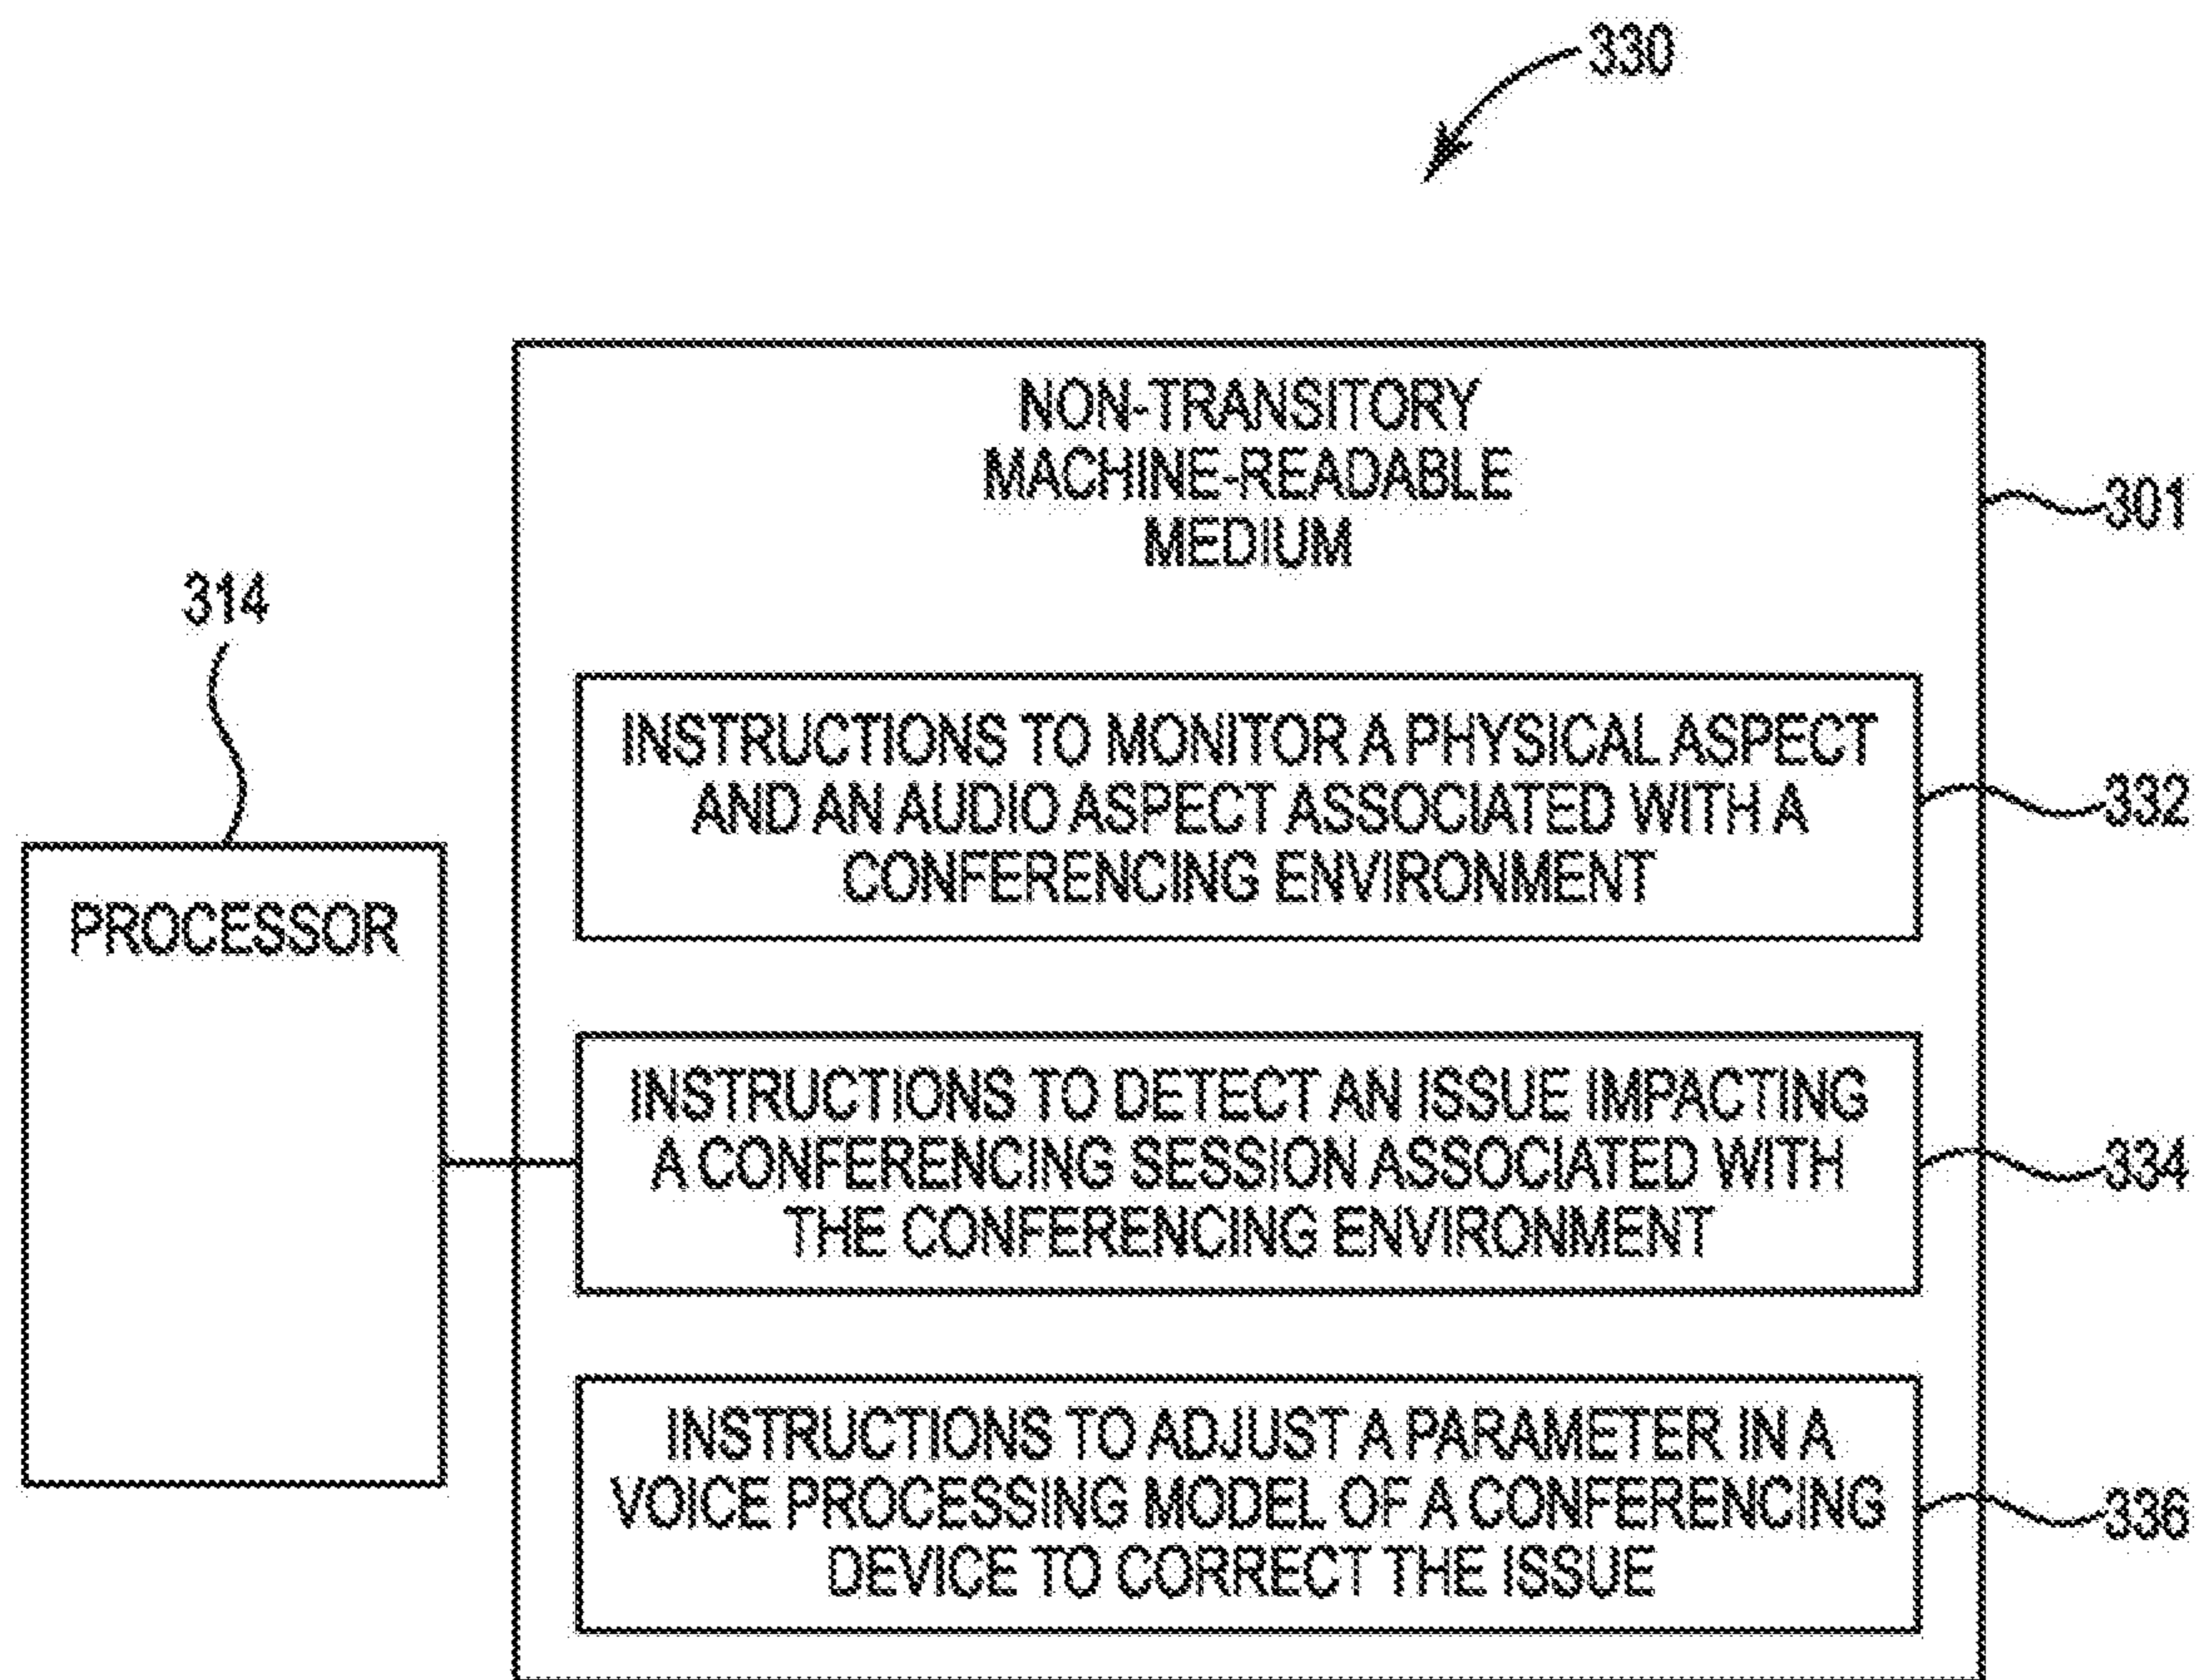 330
NON-TRANSITORY
MACHINE-READABLE
MEDIUM
301
314
PROCESSOR
INSTRUCTIONS TO MONITOR A PHYSICAL ASPECT
AND AN AUDIO ASPECT ASSOCIATED WITH A
CONFERENCING ENVIRONMENT
332
INSTRUCTIONS TO DETECT AN ISSUE IMPACTING
A CONFERENCING SESSION ASSOCIATED WITH
THE CONFERENCING ENVIRONMENT
334
INSTRUCTIONS TO ADJUST A PARAMETER IN A
VOICE PROCESSING MODEL OF A CONFERENCING
DEVICE TO CORRECT THE ISSUE
336